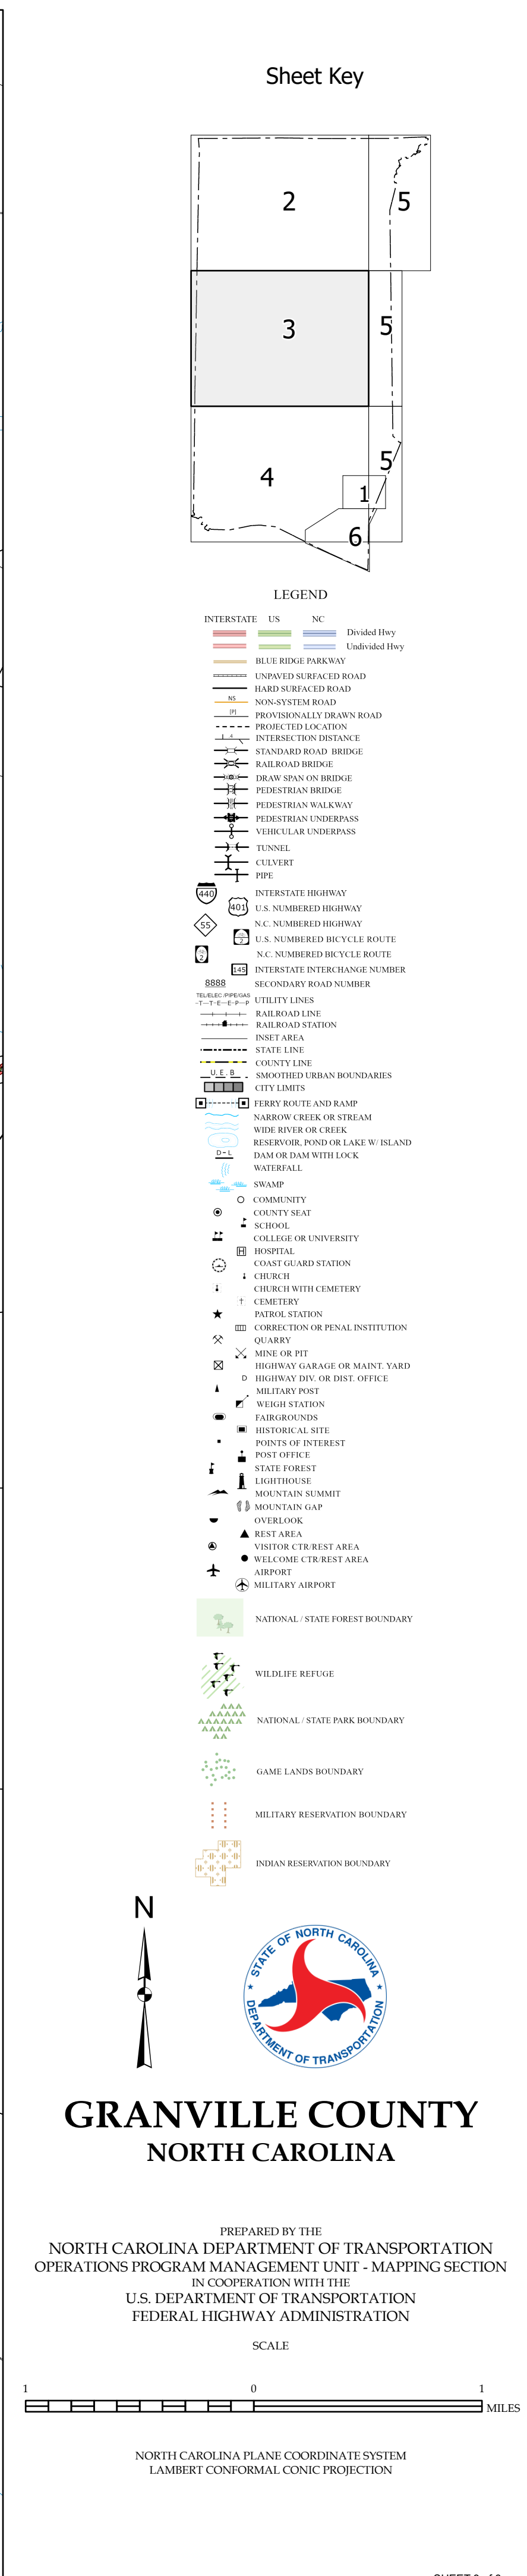 Sheet Key
2
5
3
5
4
5
1
6
LEGEND
INTERSTATE US NC
Divided Hwy
Undivided Hwy
BLUE RIDGE PARKWAY
UNPAVED SURFACED ROAD
HARD SURFACED ROAD
NS NON-SYSTEM ROAD
(P) PROVISIONALLY DRAWN ROAD
PROJECTED LOCATION
.4 INTERSECTION DISTANCE
STANDARD ROAD BRIDGE
RAILROAD BRIDGE
DRAW SPAN ON BRIDGE
PEDESTRIAN BRIDGE
PEDESTRIAN WALKWAY
PEDESTRIAN UNDERPASS
VEHICULAR UNDERPASS
TUNNEL
CULVERT
PIPE
440 INTERSTATE HIGHWAY
401 U.S. NUMBERED HIGHWAY
55 N.C. NUMBERED HIGHWAY
2 U.S. NUMBERED BICYCLE ROUTE
2 N.C. NUMBERED BICYCLE ROUTE
145 INTERSTATE INTERCHANGE NUMBER
8888 SECONDARY ROAD NUMBER
TEL/ELEC /PIPE/GAS
-T--T-E--E-P--P UTILITY LINES
RAILROAD LINE
RAILROAD STATION
INSET AREA
STATE LINE
COUNTY LINE
U. E. B SMOOTHED URBAN BOUNDARIES
CITY LIMITS
FERRY ROUTE AND RAMP
NARROW CREEK OR STREAM
WIDE RIVER OR CREEK
RESERVOIR, POND OR LAKE W/ ISLAND
D-L DAM OR DAM WITH LOCK
WATERFALL
SWAMP
COMMUNITY
COUNTY SEAT
SCHOOL
COLLEGE OR UNIVERSITY
H HOSPITAL
COAST GUARD STATION
CHURCH
CHURCH WITH CEMETERY
CEMETERY
PATROL STATION
CORRECTION OR PENAL INSTITUTION
QUARRY
MINE OR PIT
HIGHWAY GARAGE OR MAINT. YARD
D HIGHWAY DIV. OR DIST. OFFICE
MILITARY POST
WEIGH STATION
FAIRGROUNDS
HISTORICAL SITE
POINTS OF INTEREST
POST OFFICE
STATE FOREST
LIGHTHOUSE
MOUNTAIN SUMMIT
MOUNTAIN GAP
OVERLOOK
REST AREA
VISITOR CTR/REST AREA
WELCOME CTR/REST AREA
AIRPORT
MILITARY AIRPORT
NATIONAL / STATE FOREST BOUNDARY
WILDLIFE REFUGE
NATIONAL / STATE PARK BOUNDARY
GAME LANDS BOUNDARY
MILITARY RESERVATION BOUNDARY
INDIAN RESERVATION BOUNDARY
N
STATE OF NORTH CAROLINA
DEPARTMENT OF TRANSPORTATION
GRANVILLE COUNTY
NORTH CAROLINA
PREPARED BY THE
NORTH CAROLINA DEPARTMENT OF TRANSPORTATION
OPERATIONS PROGRAM MANAGEMENT UNIT - MAPPING SECTION
IN COOPERATION WITH THE
U.S. DEPARTMENT OF TRANSPORTATION
FEDERAL HIGHWAY ADMINISTRATION
SCALE
1 0 1
MILES
NORTH CAROLINA PLANE COORDINATE SYSTEM
LAMBERT CONFORMAL CONIC PROJECTION